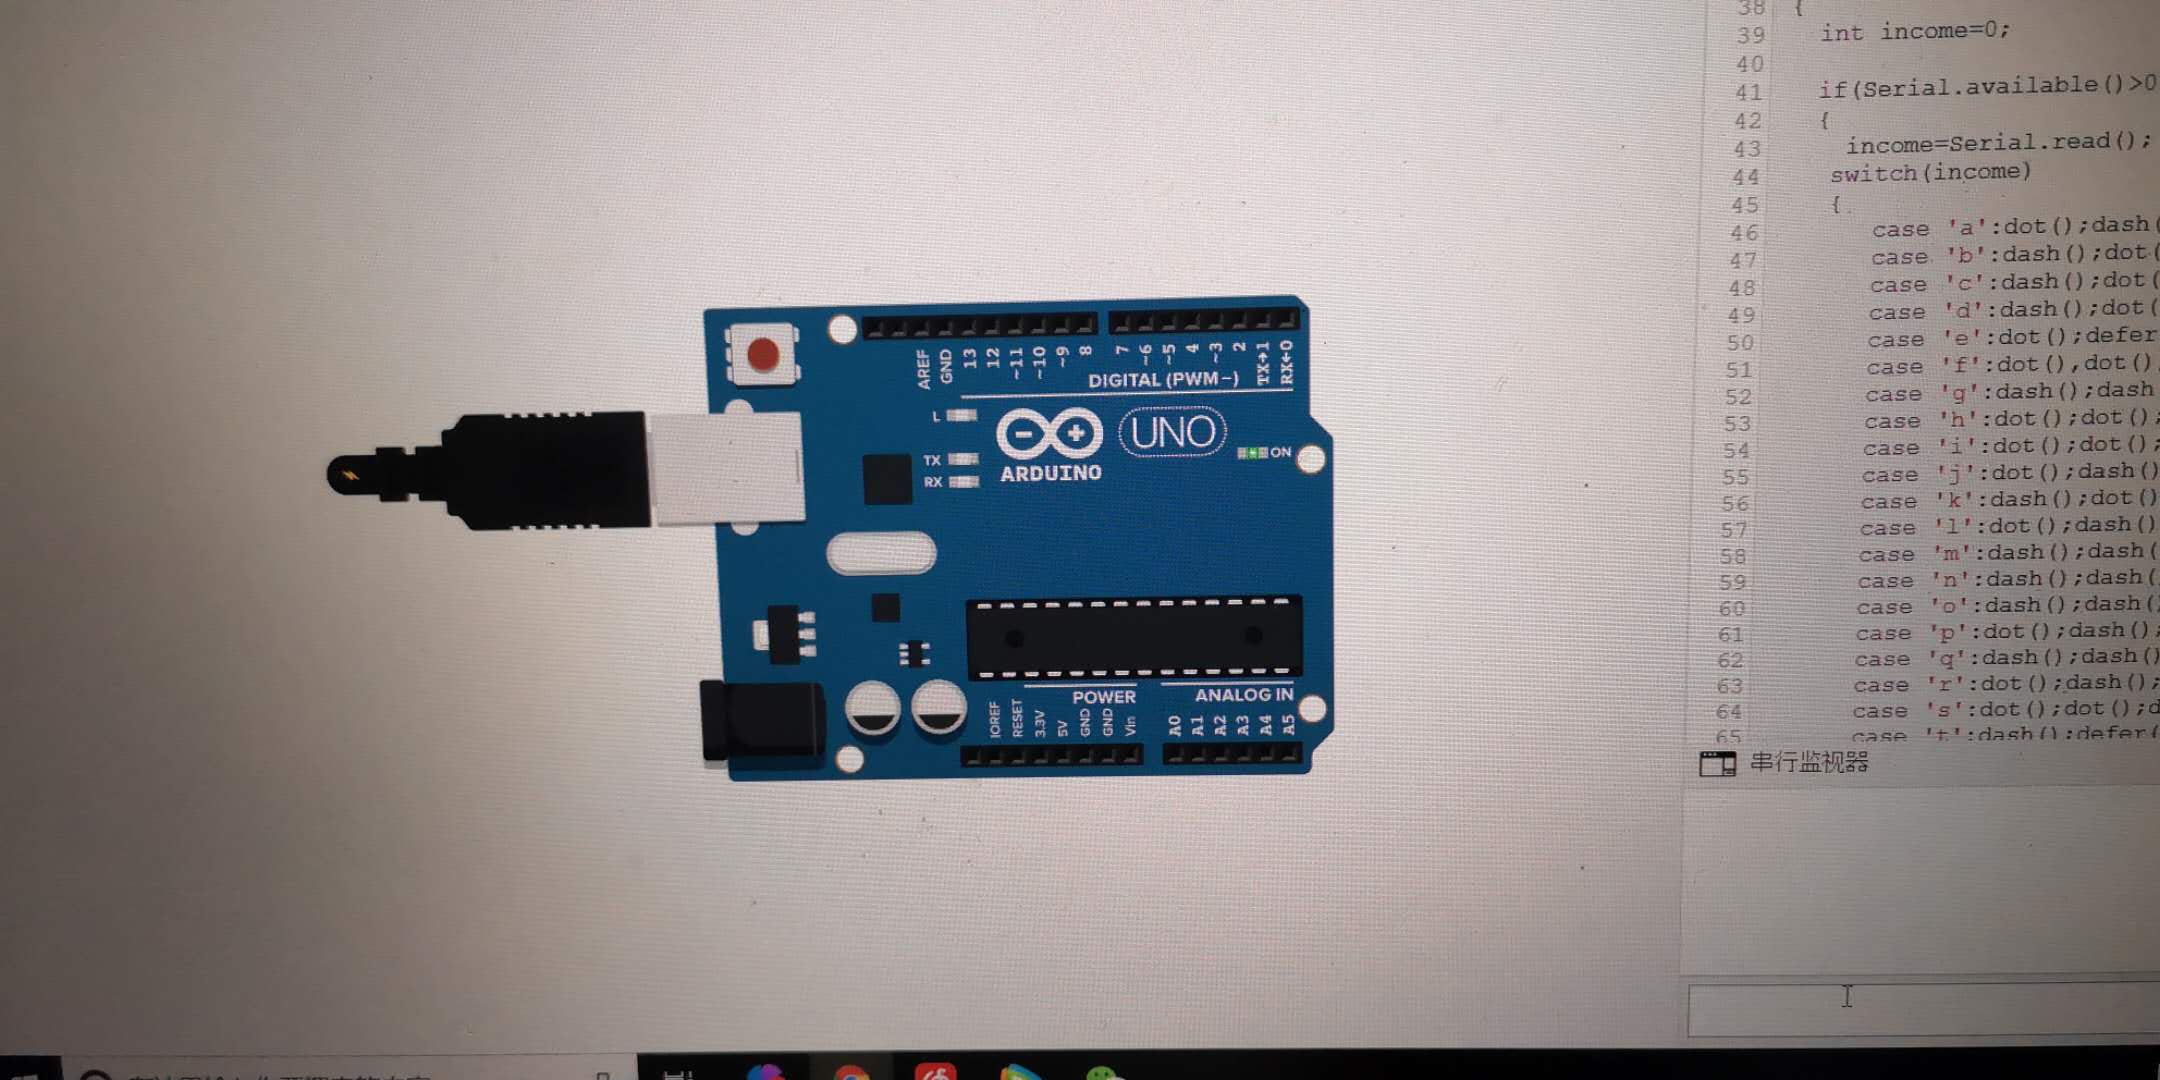 AREF
GND
13
12
~11
~10
~9
8
7
~6
~5
4
~3
2
TX→1
RX←0
DIGITAL (PWM~)
L
TX
RX
ARDUINO
UNO
ON
POWER
ANALOG IN
IOREF
RESET
3.3V
5V
GND
GND
Vin
A0
A1
A2
A3
A4
A5
38 {
39 int income=0;
40
41 if(Serial.available()>0
42 {
43 income=Serial.read();
44 switch(income)
45 {
46 case 'a':dot();dash(
47 case 'b':dash();dot(
48 case 'c':dash();dot(
49 case 'd':dash();dot(
50 case 'e':dot();defer
51 case 'f':dot(),dot()
52 case 'g':dash();dash
53 case 'h':dot();dot();
54 case 'i':dot();dot();
55 case 'j':dot();dash()
56 case 'k':dash();dot()
57 case 'l':dot();dash()
58 case 'm':dash();dash(
59 case 'n':dash();dash(
60 case 'o':dash();dash(
61 case 'p':dot();dash();
62 case 'q':dash();dash()
63 case 'r':dot();dash();
64 case 's':dot();dot();d
65 case 't':dash();defer(
串行监视器